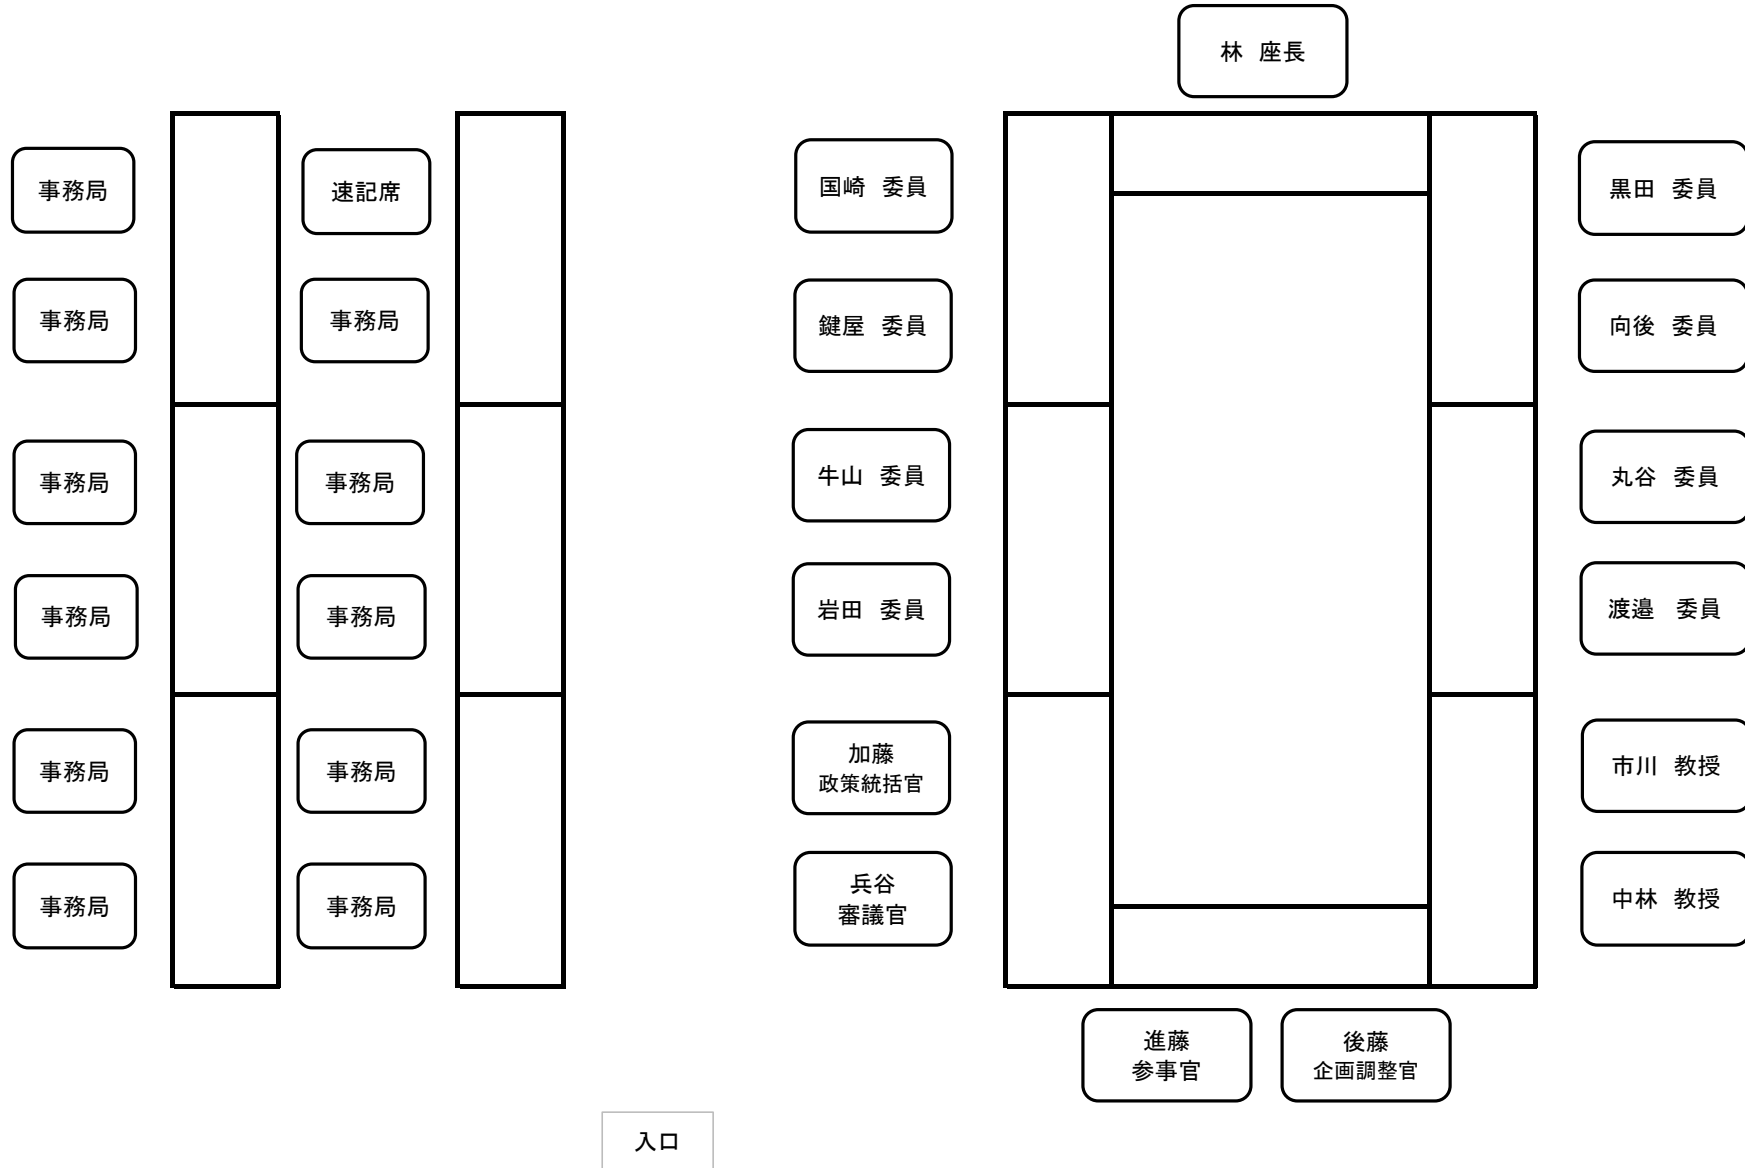 林 座長
事務局
速記席
国崎 委員
黒田 委員
事務局
事務局
鍵屋 委員
向後 委員
事務局
事務局
牛山 委員
丸谷 委員
事務局
事務局
岩田 委員
渡邉 委員
事務局
事務局
加藤
政策統括官
市川 教授
事務局
事務局
兵谷
審議官
中林 教授
進藤
参事官
後藤
企画調整官
入口